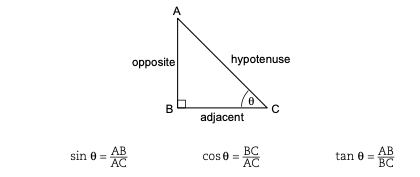 A
opposite
hypotenuse
B
θ
C
adjacent
sin θ = AB/AC
cos θ = BC/AC
tan θ = AB/BC